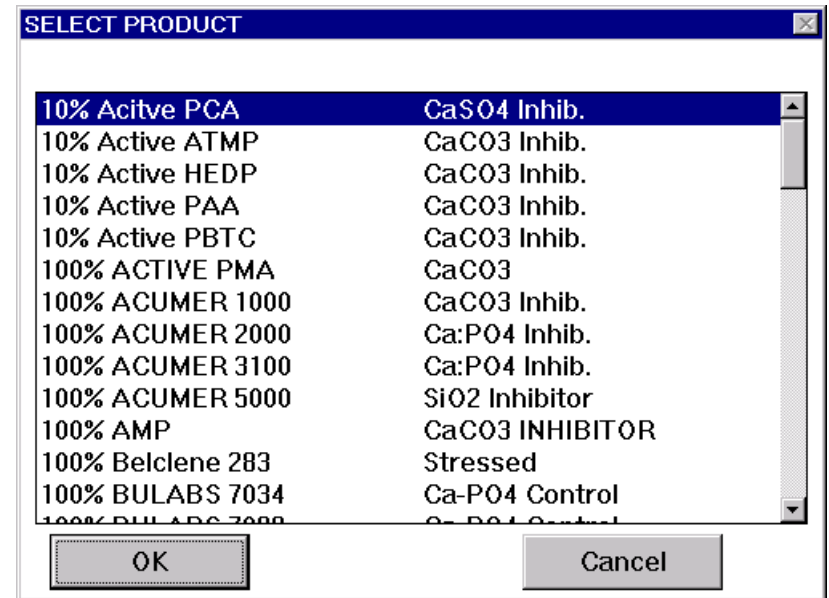 SELECT PRODUCT
10% Acitve PCA CaSO4 Inhib.
10% Active ATMP CaCO3 Inhib.
10% Active HEDP CaCO3 Inhib.
10% Active PAA CaCO3 Inhib.
10% Active PBTC CaCO3 Inhib.
100% ACTIVE PMA CaCO3
100% ACUMER 1000 CaCO3 Inhib.
100% ACUMER 2000 Ca:PO4 Inhib.
100% ACUMER 3100 Ca:PO4 Inhib.
100% ACUMER 5000 SiO2 Inhibitor
100% AMP CaCO3 INHIBITOR
100% Belclene 283 Stressed
100% BULABS 7034 Ca-PO4 Control
OK Cancel